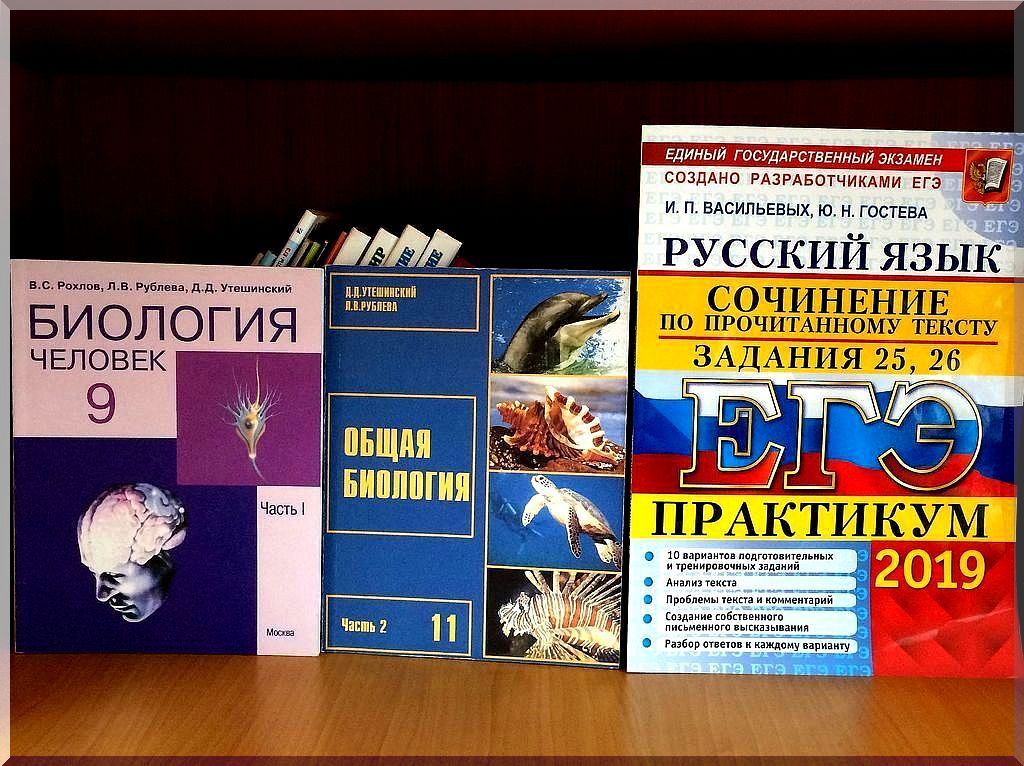 В.С. Рохлов, Л.В. Рублева, Д.Д. Утешинский
БИОЛОГИЯ
ЧЕЛОВЕК
9
Часть I
Москва
Д.Д.УТЕШИНСКИЙ
Л.В.РУБЛЕВА
ОБЩАЯ
БИОЛОГИЯ
Часть 2 11
ЕДИНЫЙ ГОСУДАРСТВЕННЫЙ ЭКЗАМЕН
СОЗДАНО РАЗРАБОТЧИКАМИ ЕГЭ
И. П. ВАСИЛЬЕВЫХ, Ю. Н. ГОСТЕВА
РУССКИЙ ЯЗЫК
СОЧИНЕНИЕ
ПО ПРОЧИТАННОМУ ТЕКСТУ
ЗАДАНИЯ 25, 26
ЕГЭ
ПРАКТИКУМ
2019
10 вариантов подготовительных
и тренировочных заданий
Анализ текста
Проблемы текста и комментарий
Создание собственного
письменного высказывания
Разбор ответов к каждому варианту